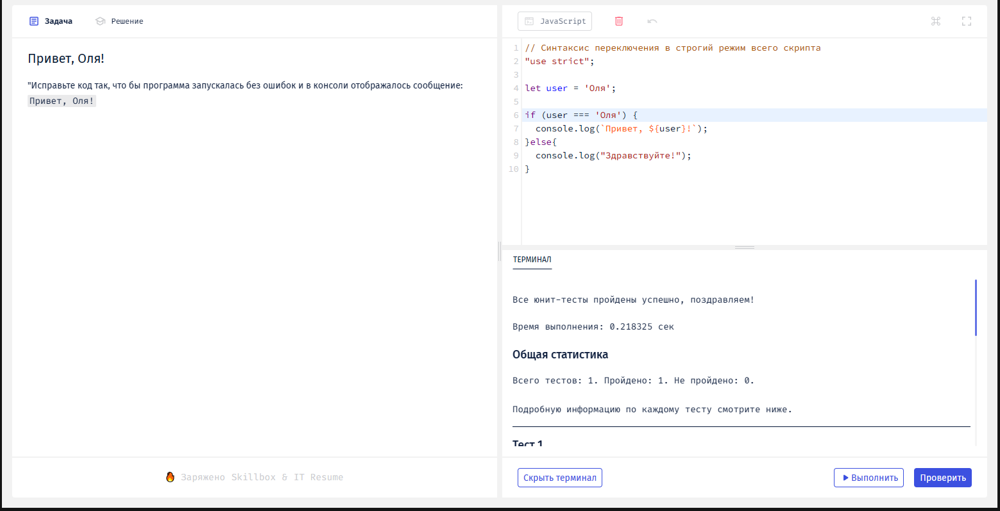 Задача
Решение
Привет, Оля!
"Исправьте код так, что бы программа запускалась без ошибок и в консоли отображалось сообщение:
Привет, Оля!
Заряжено Skillbox & IT Resume
JavaScript
1 // Синтаксис переключения в строгий режим всего скрипта
2 "use strict";
3
4 let user = 'Оля';
5
6 if (user === 'Оля') {
7   console.log(`Привет, ${user}!`);
8 }else{
9   console.log("Здравствуйте!");
10 }
ТЕРМИНАЛ
Все юнит-тесты пройдены успешно, поздравляем!
Время выполнения: 0.218325 сек
Общая статистика
Всего тестов: 1. Пройдено: 1. Не пройдено: 0.
Подробную информацию по каждому тесту смотрите ниже.
Тест 1
Скрыть терминал
Выполнить
Проверить